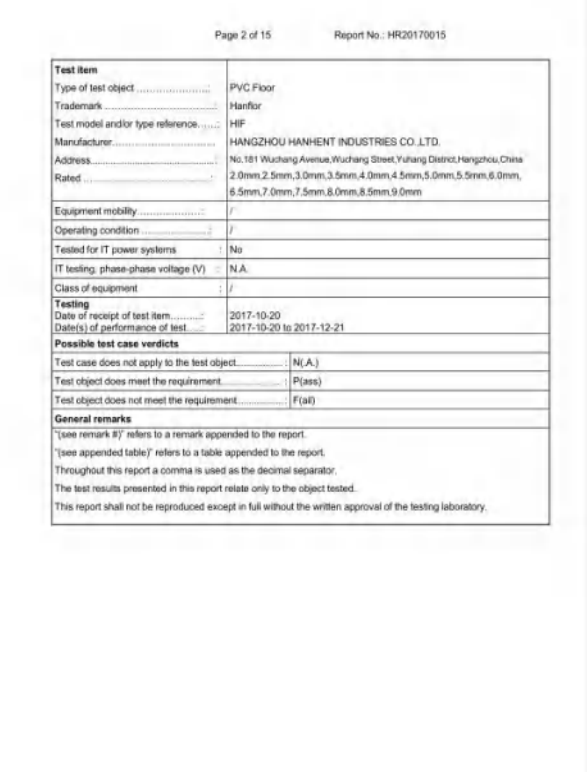 Page 2 of 15 Report No.: HR20170015
Test item
Type of test object ........................: PVC Floor
Trademark ....................................: Hanflor
Test model and/or type reference......: HIF
Manufacturer................................. HANGZHOU HANHENT INDUSTRIES CO.,LTD.
Address.........................................: No,181 Wuchang Avenue,Wuchang Street,Yuhang District,Hangzhou,China
Rated ..........................................: 2.0mm,2.5mm,3.0mm,3.5mm,4.0mm,4.5mm,5.0mm,5.5mm,6.0mm,
6.5mm,7.0mm,7.5mm,8.0mm,8.5mm,9.0mm
Equipment mobility......................: /
Operating condition ......................: /
Tested for IT power systems : No
IT testing, phase-phase voltage (V) : N.A.
Class of equipment : /
Testing
Date of receipt of test item..........: 2017-10-20
Date(s) of performance of test.....: 2017-10-20 to 2017-12-21
Possible test case verdicts
Test case does not apply to the test object................: N(.A.)
Test object does meet the requirement......................: P(ass)
Test object does not meet the requirement................: F(ail)
General remarks
"(see remark #)" refers to a remark appended to the report.
"(see appended table)" refers to a table appended to the report.
Throughout this report a comma is used as the decimal separator.
The test results presented in this report relate only to the object tested.
This report shall not be reproduced except in full without the written approval of the testing laboratory.